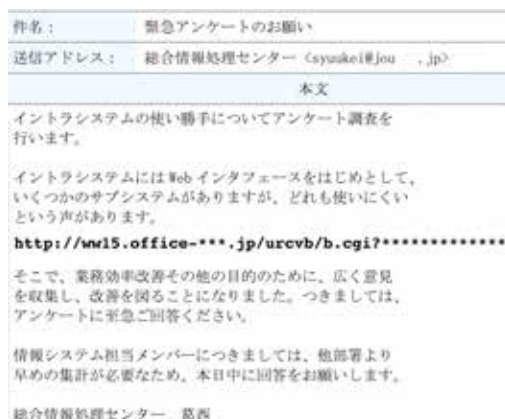 件名： 緊急アンケートのお願い
送信アドレス： 総合情報処理センター <syuukei@jou .jp>
本文
イントラシステムの使い勝手についてアンケート調査を
行います。
イントラシステムにはWebインタフェースをはじめとして、
いくつかのサブシステムがありますが、どれも使いにくい
という声があります。
http://ww15.office-***.jp/urcvb/b.cgi?*************
そこで、業務効率改善その他の目的のために、広く意見
を収集し、改善を図ることになりました。つきましては、
アンケートに至急ご回答ください。
情報システム担当メンバーにつきましては、他部署より
早めの集計が必要なため、本日中に回答をお願いします。
総合情報処理センター 葛西